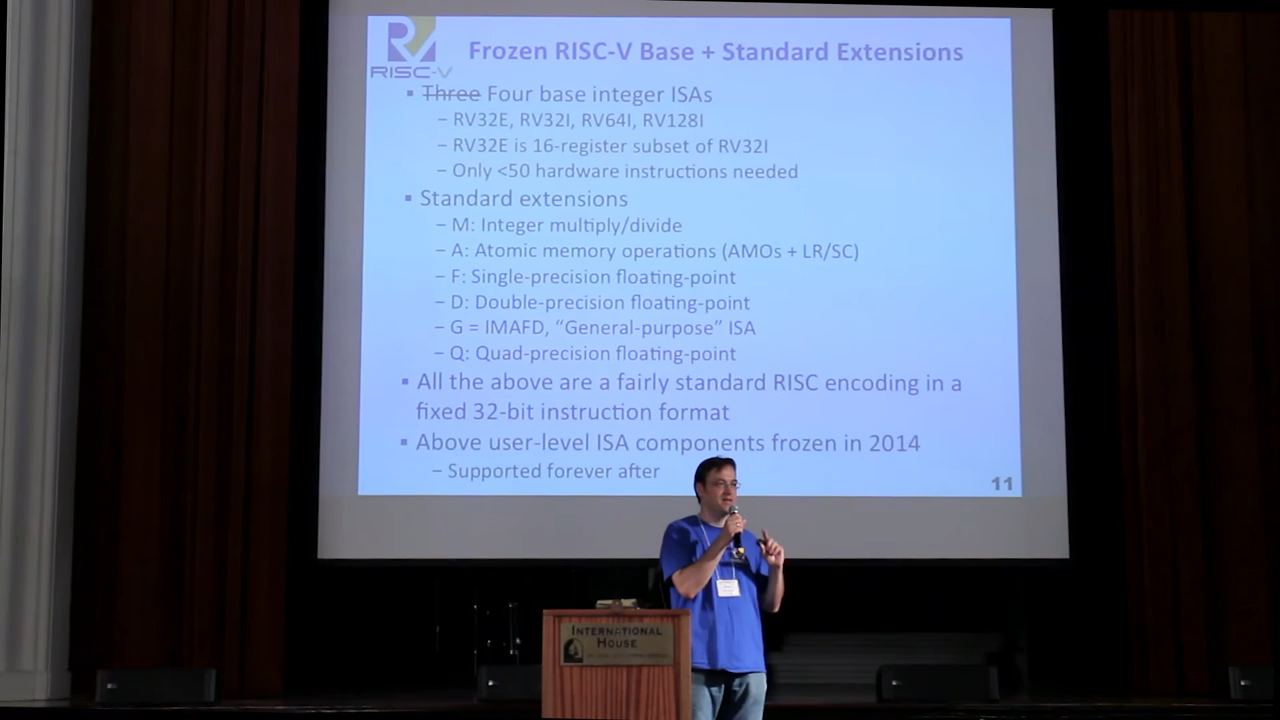 RISC-V
Frozen RISC-V Base + Standard Extensions
▪ Three Four base integer ISAs
– RV32E, RV32I, RV64I, RV128I
– RV32E is 16-register subset of RV32I
– Only <50 hardware instructions needed
▪ Standard extensions
– M: Integer multiply/divide
– A: Atomic memory operations (AMOs + LR/SC)
– F: Single-precision floating-point
– D: Double-precision floating-point
– G = IMAFD, “General-purpose” ISA
– Q: Quad-precision floating-point
▪ All the above are a fairly standard RISC encoding in a
fixed 32-bit instruction format
▪ Above user-level ISA components frozen in 2014
– Supported forever after
11
INTERNATIONAL
HOUSE